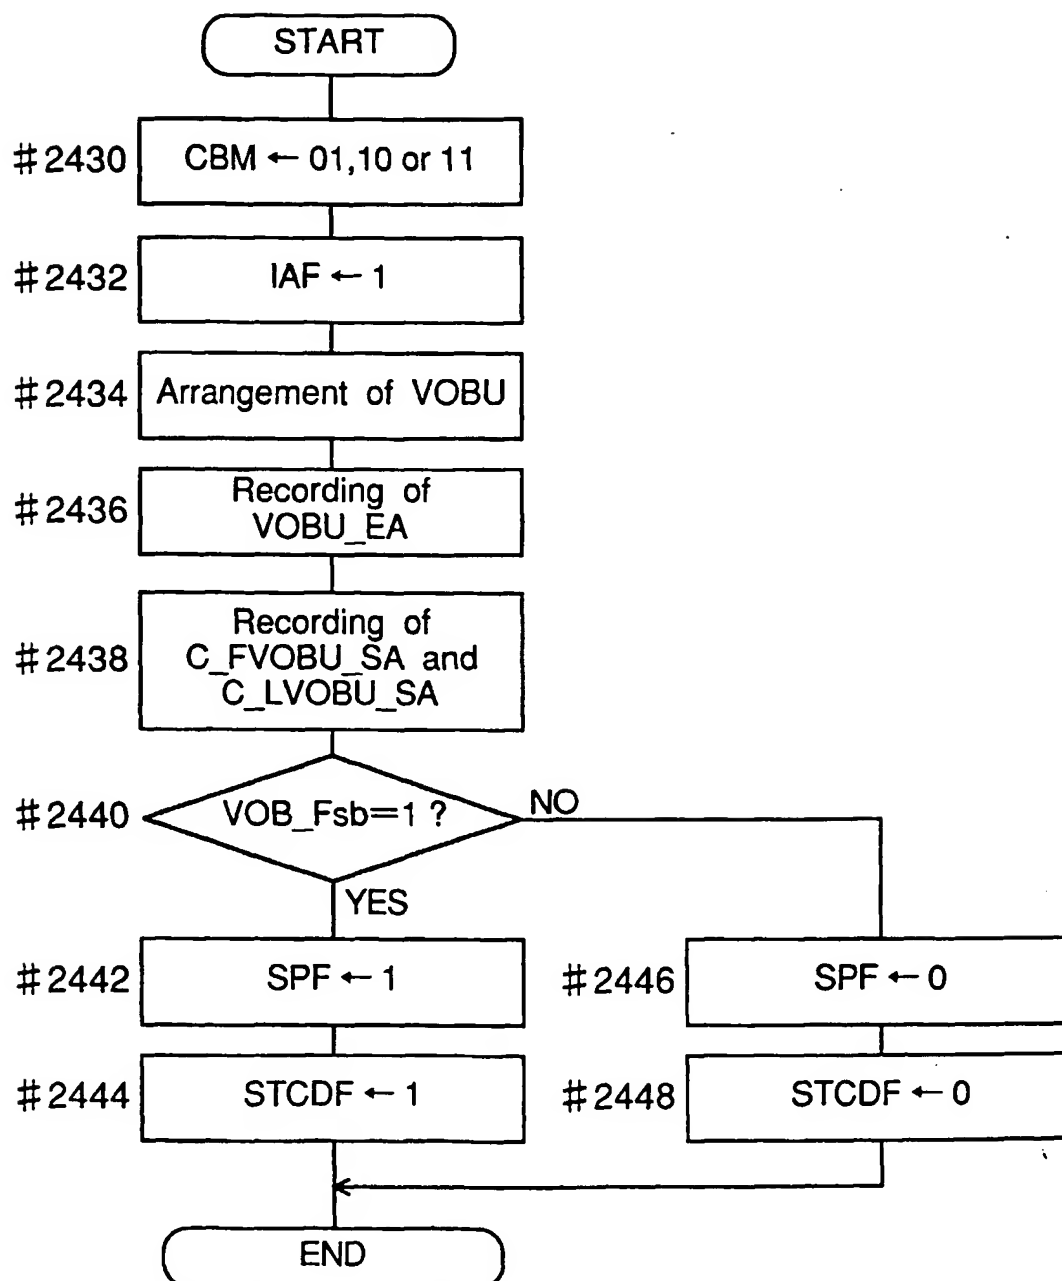 START
#2430
CBM ← 01,10 or 11
#2432
IAF ← 1
#2434
Arrangement of VOBU
#2436
Recording of
VOBU_EA
#2438
Recording of
C_FVOBU_SA and
C_LVOBU_SA
#2440
VOB_Fsb=1 ?
NO
YES
#2442
SPF ← 1
#2446
SPF ← 0
#2444
STCDF ← 1
#2448
STCDF ← 0
END